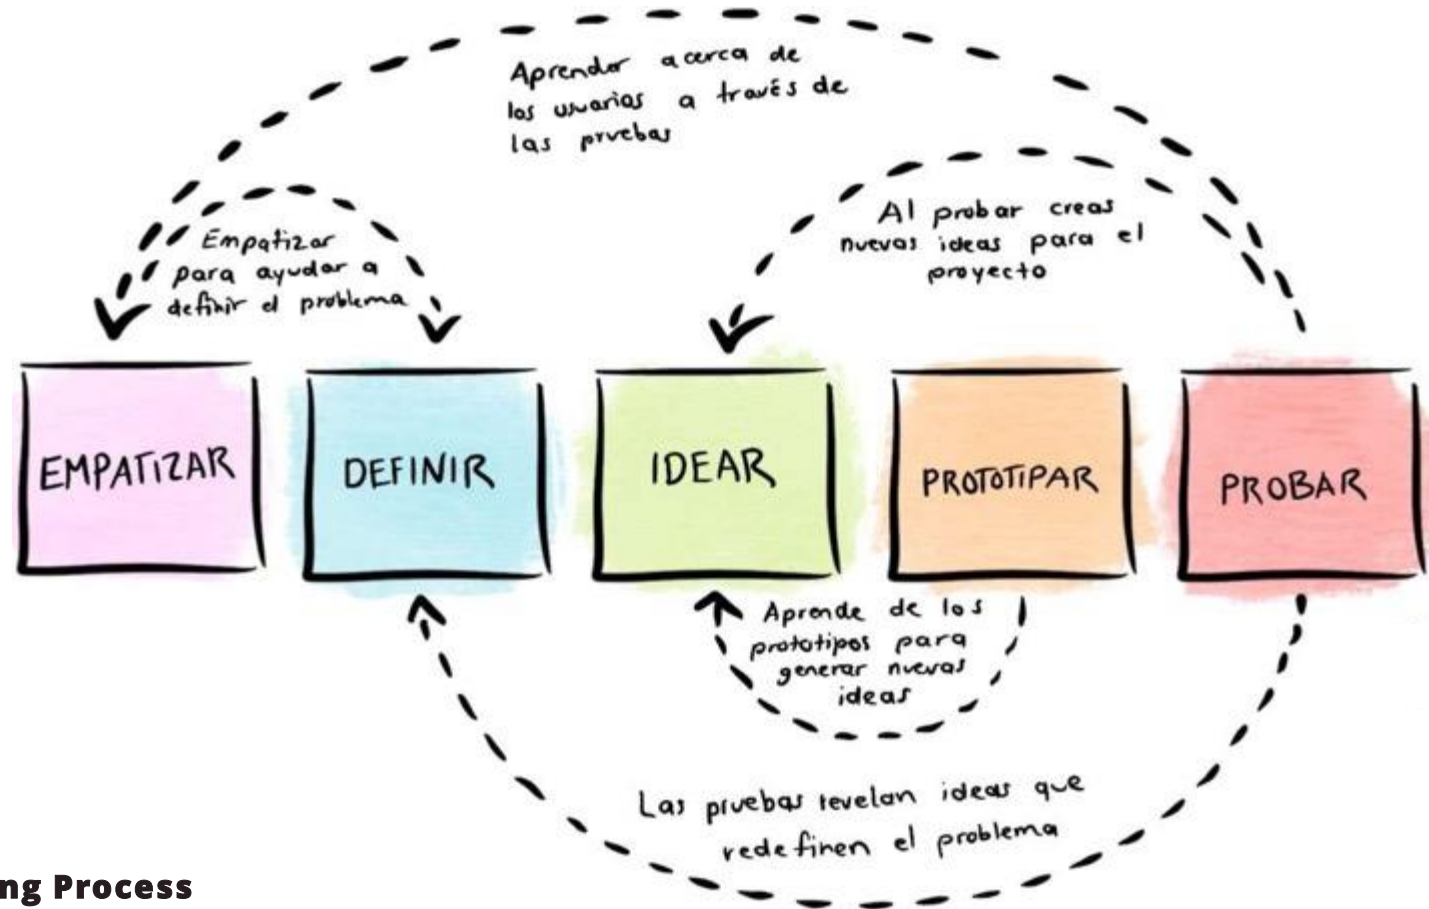 Aprender acerca de
los usuarios a través de
las pruebas
Al probar creas
nuevas ideas para el
proyecto
Empatizar
para ayudar a
definir el problema
EMPATIZAR
DEFINIR
IDEAR
PROTOTIPAR
PROBAR
Aprende de los
prototipos para
generar nuevas
ideas
Las pruebas revelan ideas que
redefinen el problema
ng Process